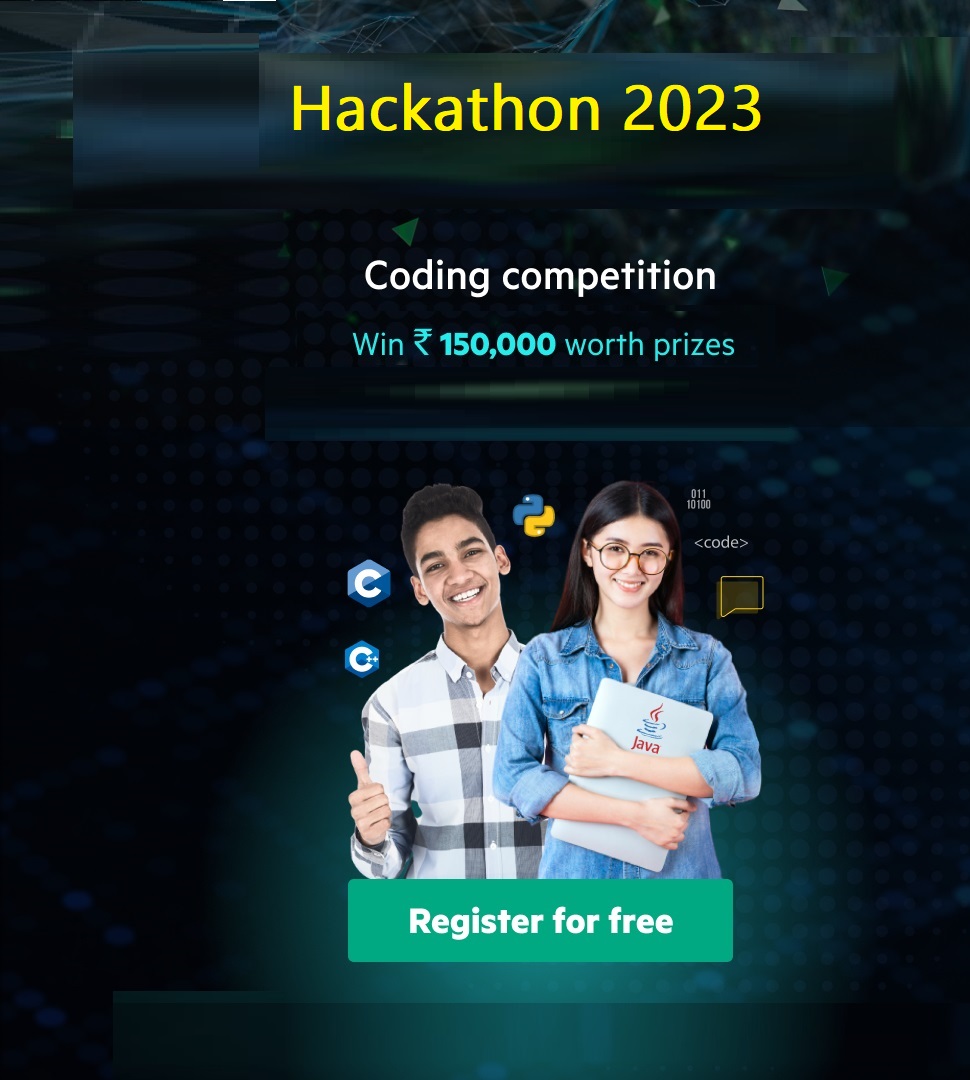 Hackathon 2023
Coding competition
Win ₹ 150,000 worth prizes
011
10100
<code>
C
C++
Java
Register for free